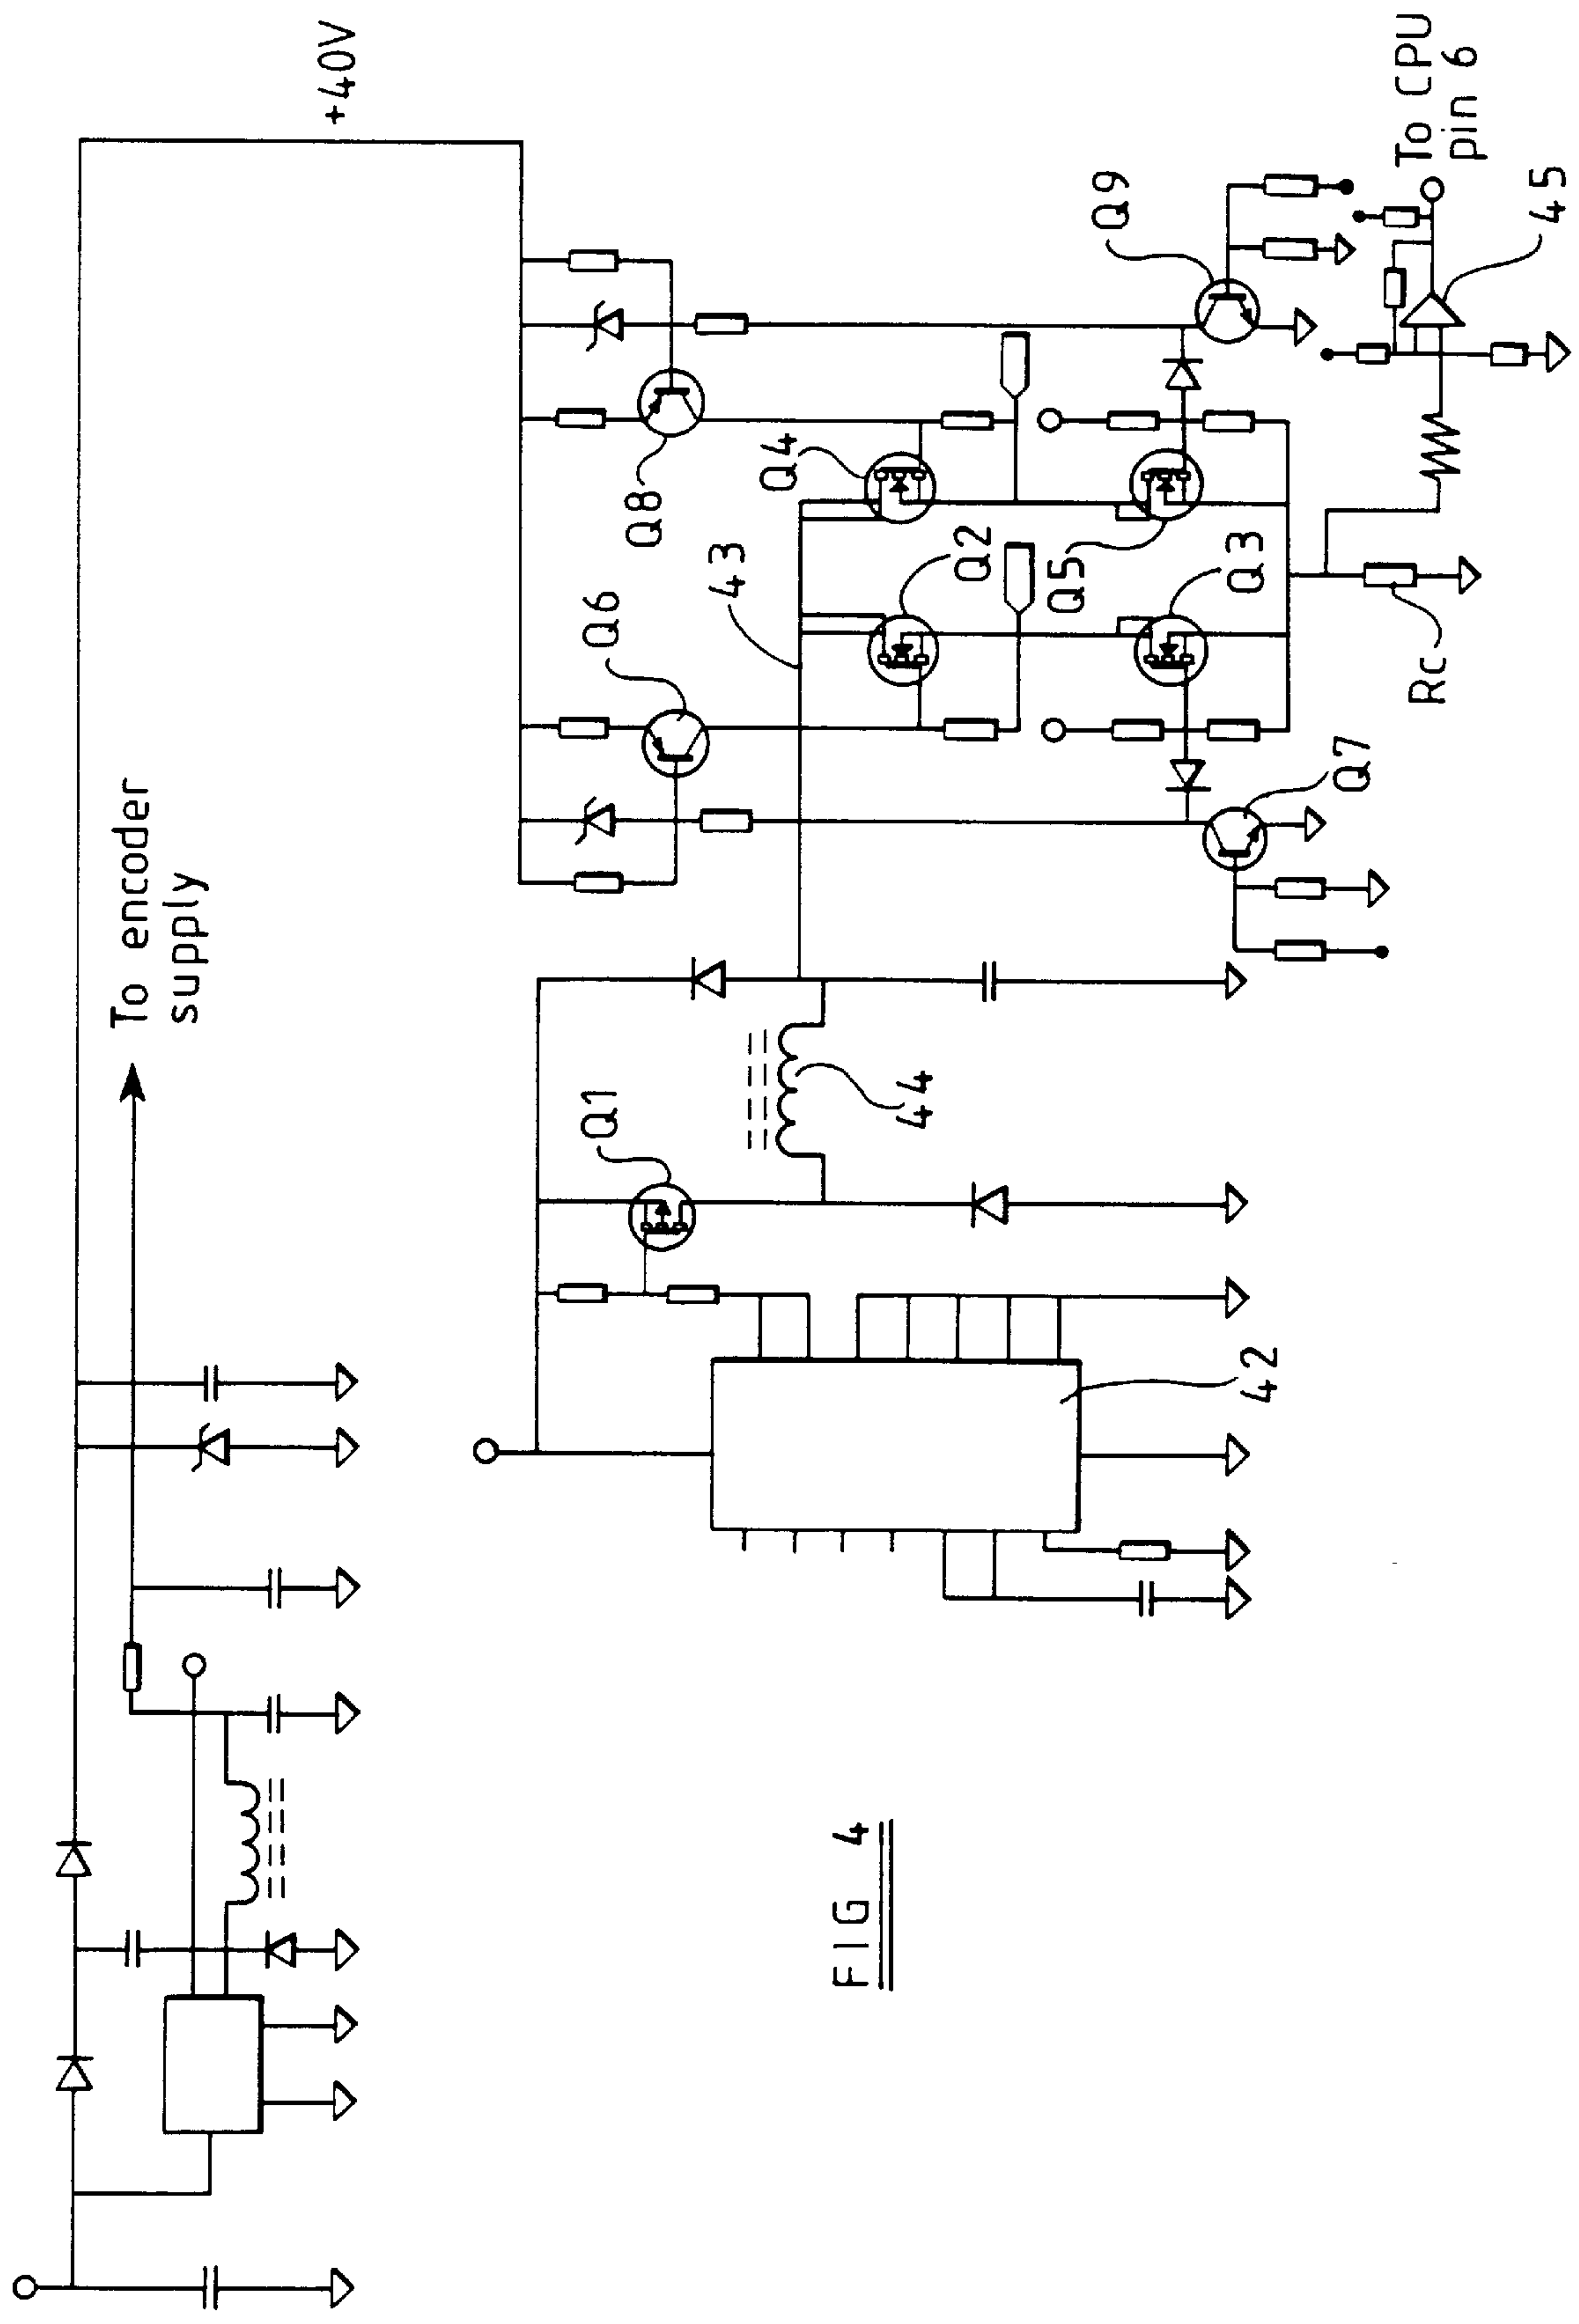 +40V
To encoder
supply
Q8
Q6
Q4
43
Q2
Q5
Q3
Q9
To CPU
pin 6
45
Rc
Q7
Q1
44
42
FIG 4